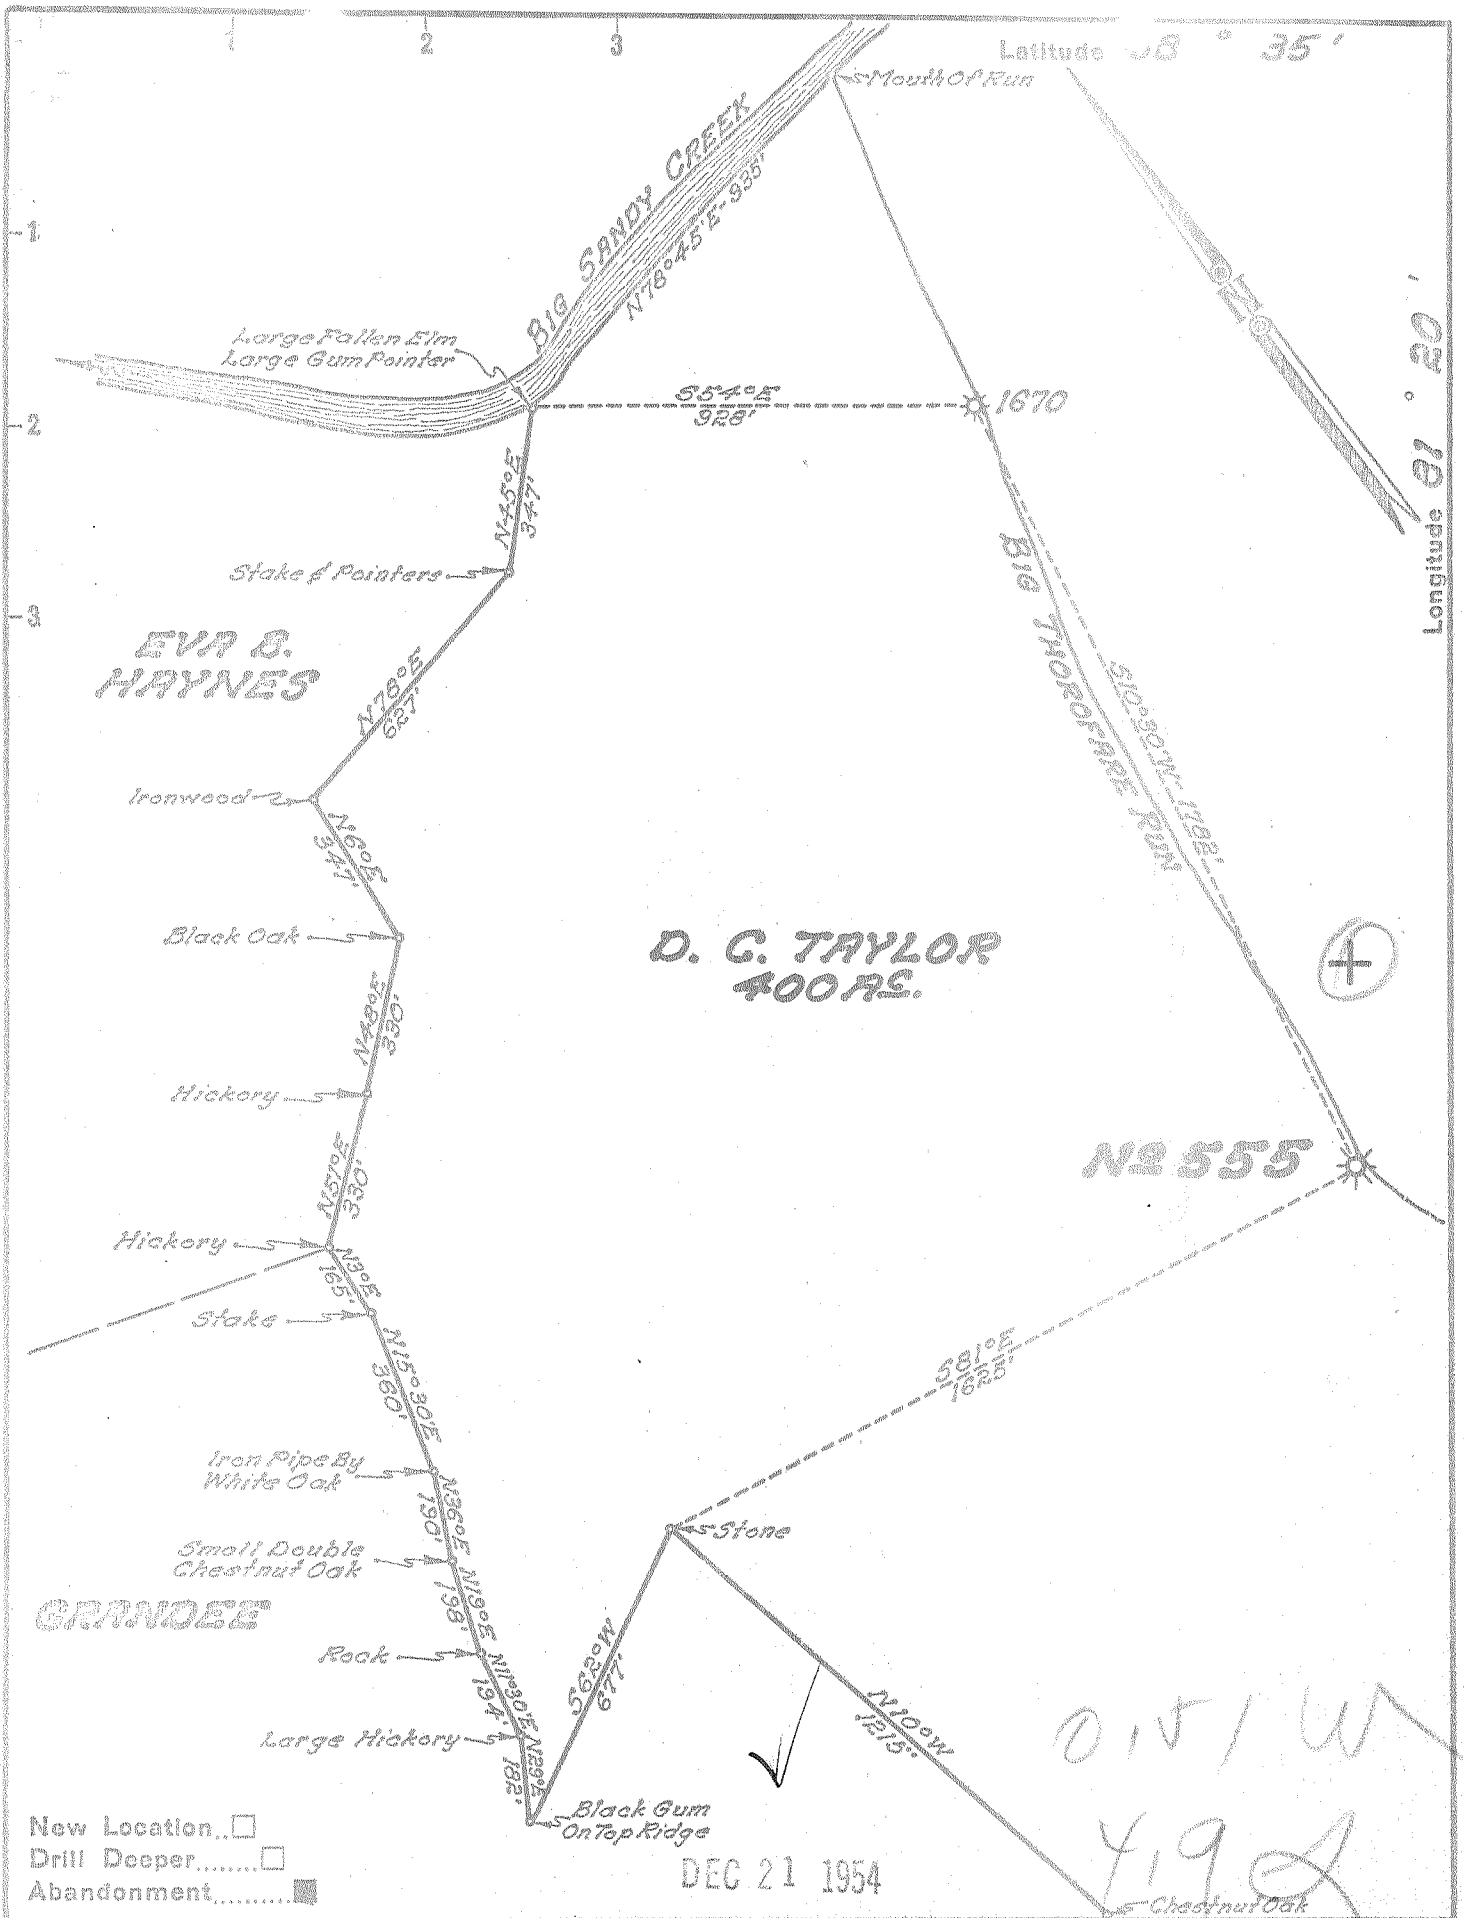 1
2
3
Latitude 38 ° 35 '
Mouth Of Run
1
BIG SANDY CREEK
N78°45'E-935'
Longitude 81 ° 20 '
Large Fallen Elm
Large Gum Pointer
S54°E
928'
1670
2
N45°E
347'
Stake & Pointers
3
EVA B.
HAYNES
BIG THOROFARE RUN
S10°30'W-1782'
N78°E
627'
Ironwood
N6°E
347'
Black Oak
D. C. TAYLOR
400 AC.
N48°E
330'
Hickory
N51°E
330'
No 555
Hickory
N3°E
165'
Stake
N15°30'E
360'
S81°E
1625'
Iron Pipe By
White Oak
N36°E
190'
Stone
Small Double
Chestnut Oak
N19°E
198'
GRANDEE
Rock
N11°30'E
194'
S62°W
677'
N10°W
1215'
Large Hickory
N29°E
182'
Black Gum
On Top Ridge
New Location..
Drill Deeper........
Abandonment..........
DEC 21 1954
Chestnut Oak